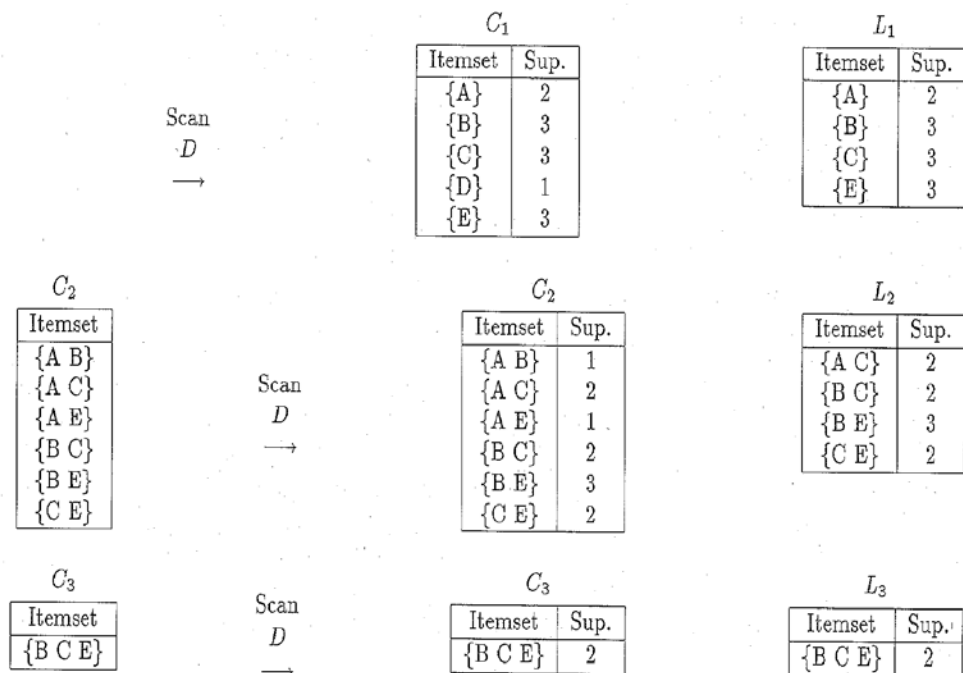 C₁ L₁
Itemset Sup. Itemset Sup.
{A} 2 {A} 2
Scan {B} 3 {B} 3
D {C} 3 {C} 3
→ {D} 1 {E} 3
{E} 3
C₂ C₂ L₂
Itemset Itemset Sup. Itemset Sup.
{A B} {A B} 1 {A C} 2
{A C} Scan {A C} 2 {B C} 2
{A E} D {A E} 1 {B E} 3
{B C} → {B C} 2 {C E} 2
{B E} {B E} 3
{C E} {C E} 2
C₃ C₃ L₃
Itemset Scan Itemset Sup. Itemset Sup.
{B C E} D {B C E} 2 {B C E} 2
→